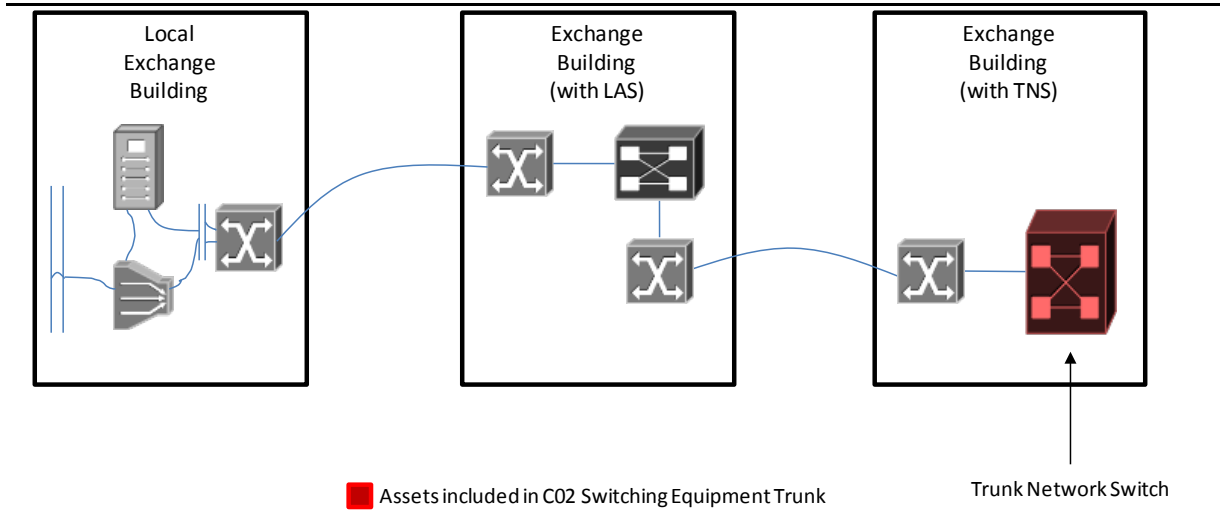 Local
Exchange
Building
Exchange
Building
(with LAS)
Exchange
Building
(with TNS)
Assets included in C02 Switching Equipment Trunk
Trunk Network Switch